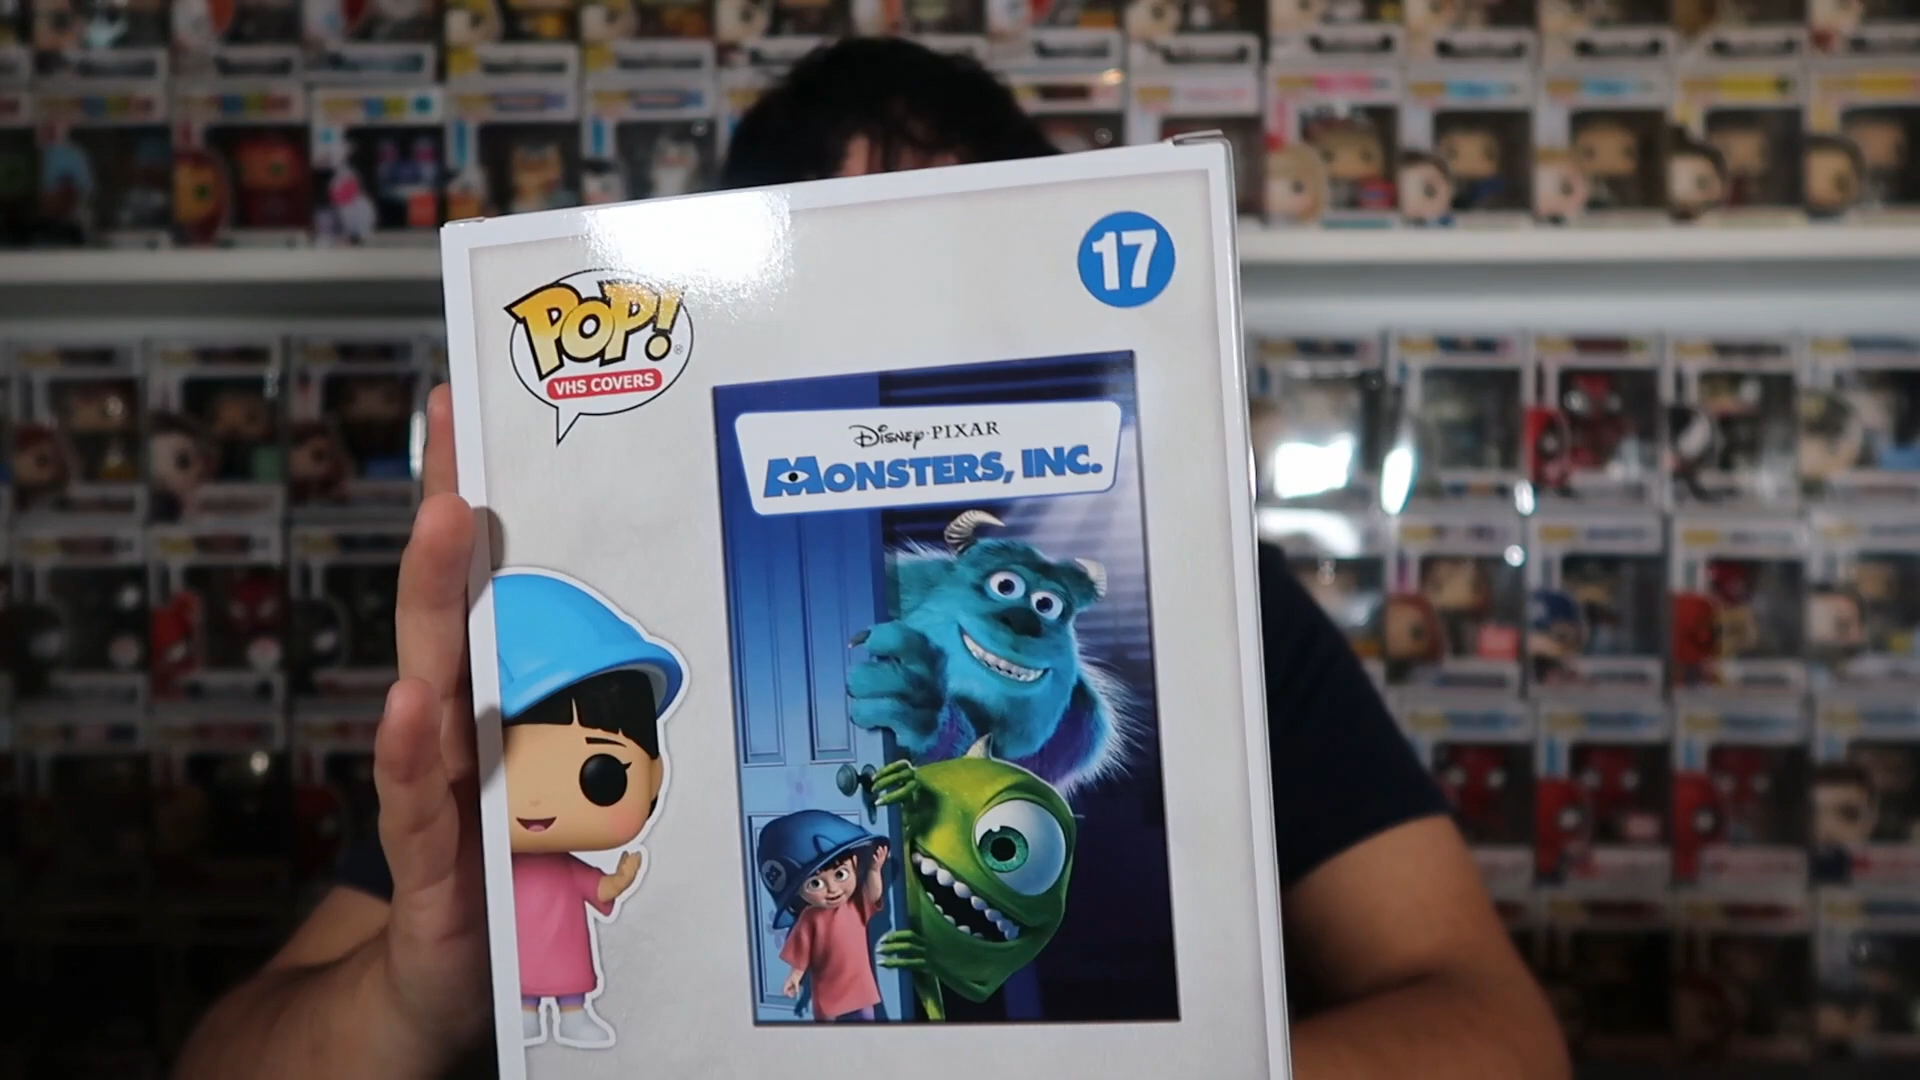 17
POP!
VHS COVERS
Disney·PIXAR
MONSTERS, INC.